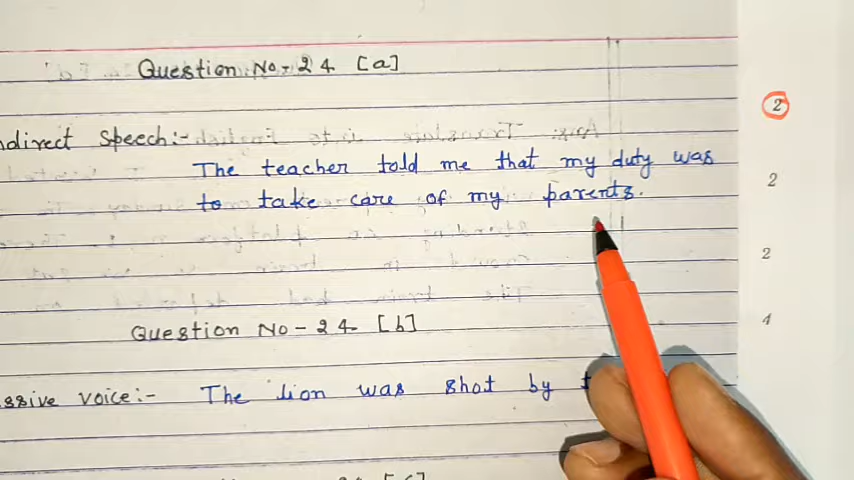 Question No-24 [a]
2
ndirect speech:-
The teacher told me that my duty was
2
to take care of my parents.
2
4
Question No-24 [b]
ssive voice:- The lion was shot by